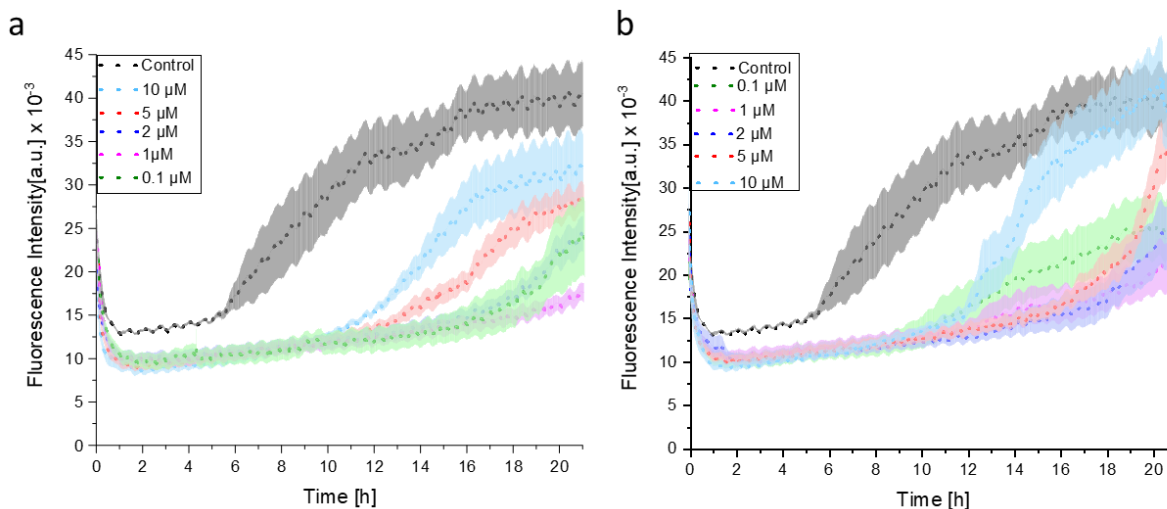 a
Fluorescence Intensity[a.u.] x 10⁻³
45
40
35
30
25
20
15
10
5
0
Control
10 µM
5 µM
2 µM
1µM
0.1 µM
0 2 4 6 8 10 12 14 16 18 20
Time [h]
b
Fluorescence Intensity[a.u.] x 10⁻³
45
40
35
30
25
20
15
10
5
0
Control
0.1 µM
1 µM
2 µM
5 µM
10 µM
0 2 4 6 8 10 12 14 16 18 20
Time [h]